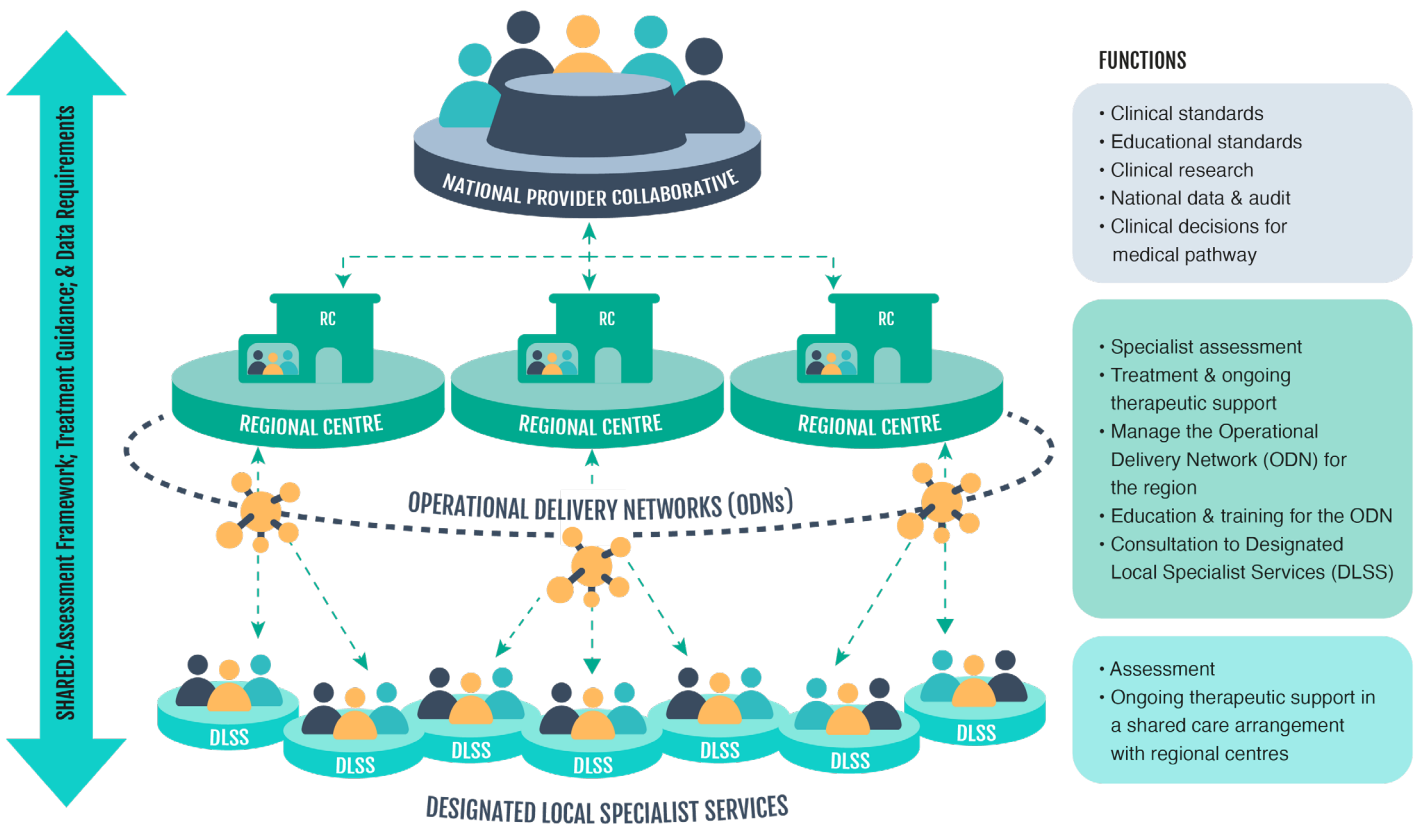 SHARED: Assessment Framework; Treatment Guidance; & Data Requirements
NATIONAL PROVIDER COLLABORATIVE
RC
RC
RC
REGIONAL CENTRE
REGIONAL CENTRE
REGIONAL CENTRE
OPERATIONAL DELIVERY NETWORKS (ODNs)
DLSS
DLSS
DLSS
DLSS
DLSS
DLSS
DLSS
DESIGNATED LOCAL SPECIALIST SERVICES
FUNCTIONS
• Clinical standards
• Educational standards
• Clinical research
• National data & audit
• Clinical decisions for
medical pathway
• Specialist assessment
• Treatment & ongoing
therapeutic support
• Manage the Operational
Delivery Network (ODN) for
the region
• Education & training for the ODN
• Consultation to Designated
Local Specialist Services (DLSS)
• Assessment
• Ongoing therapeutic support in
a shared care arrangement
with regional centres